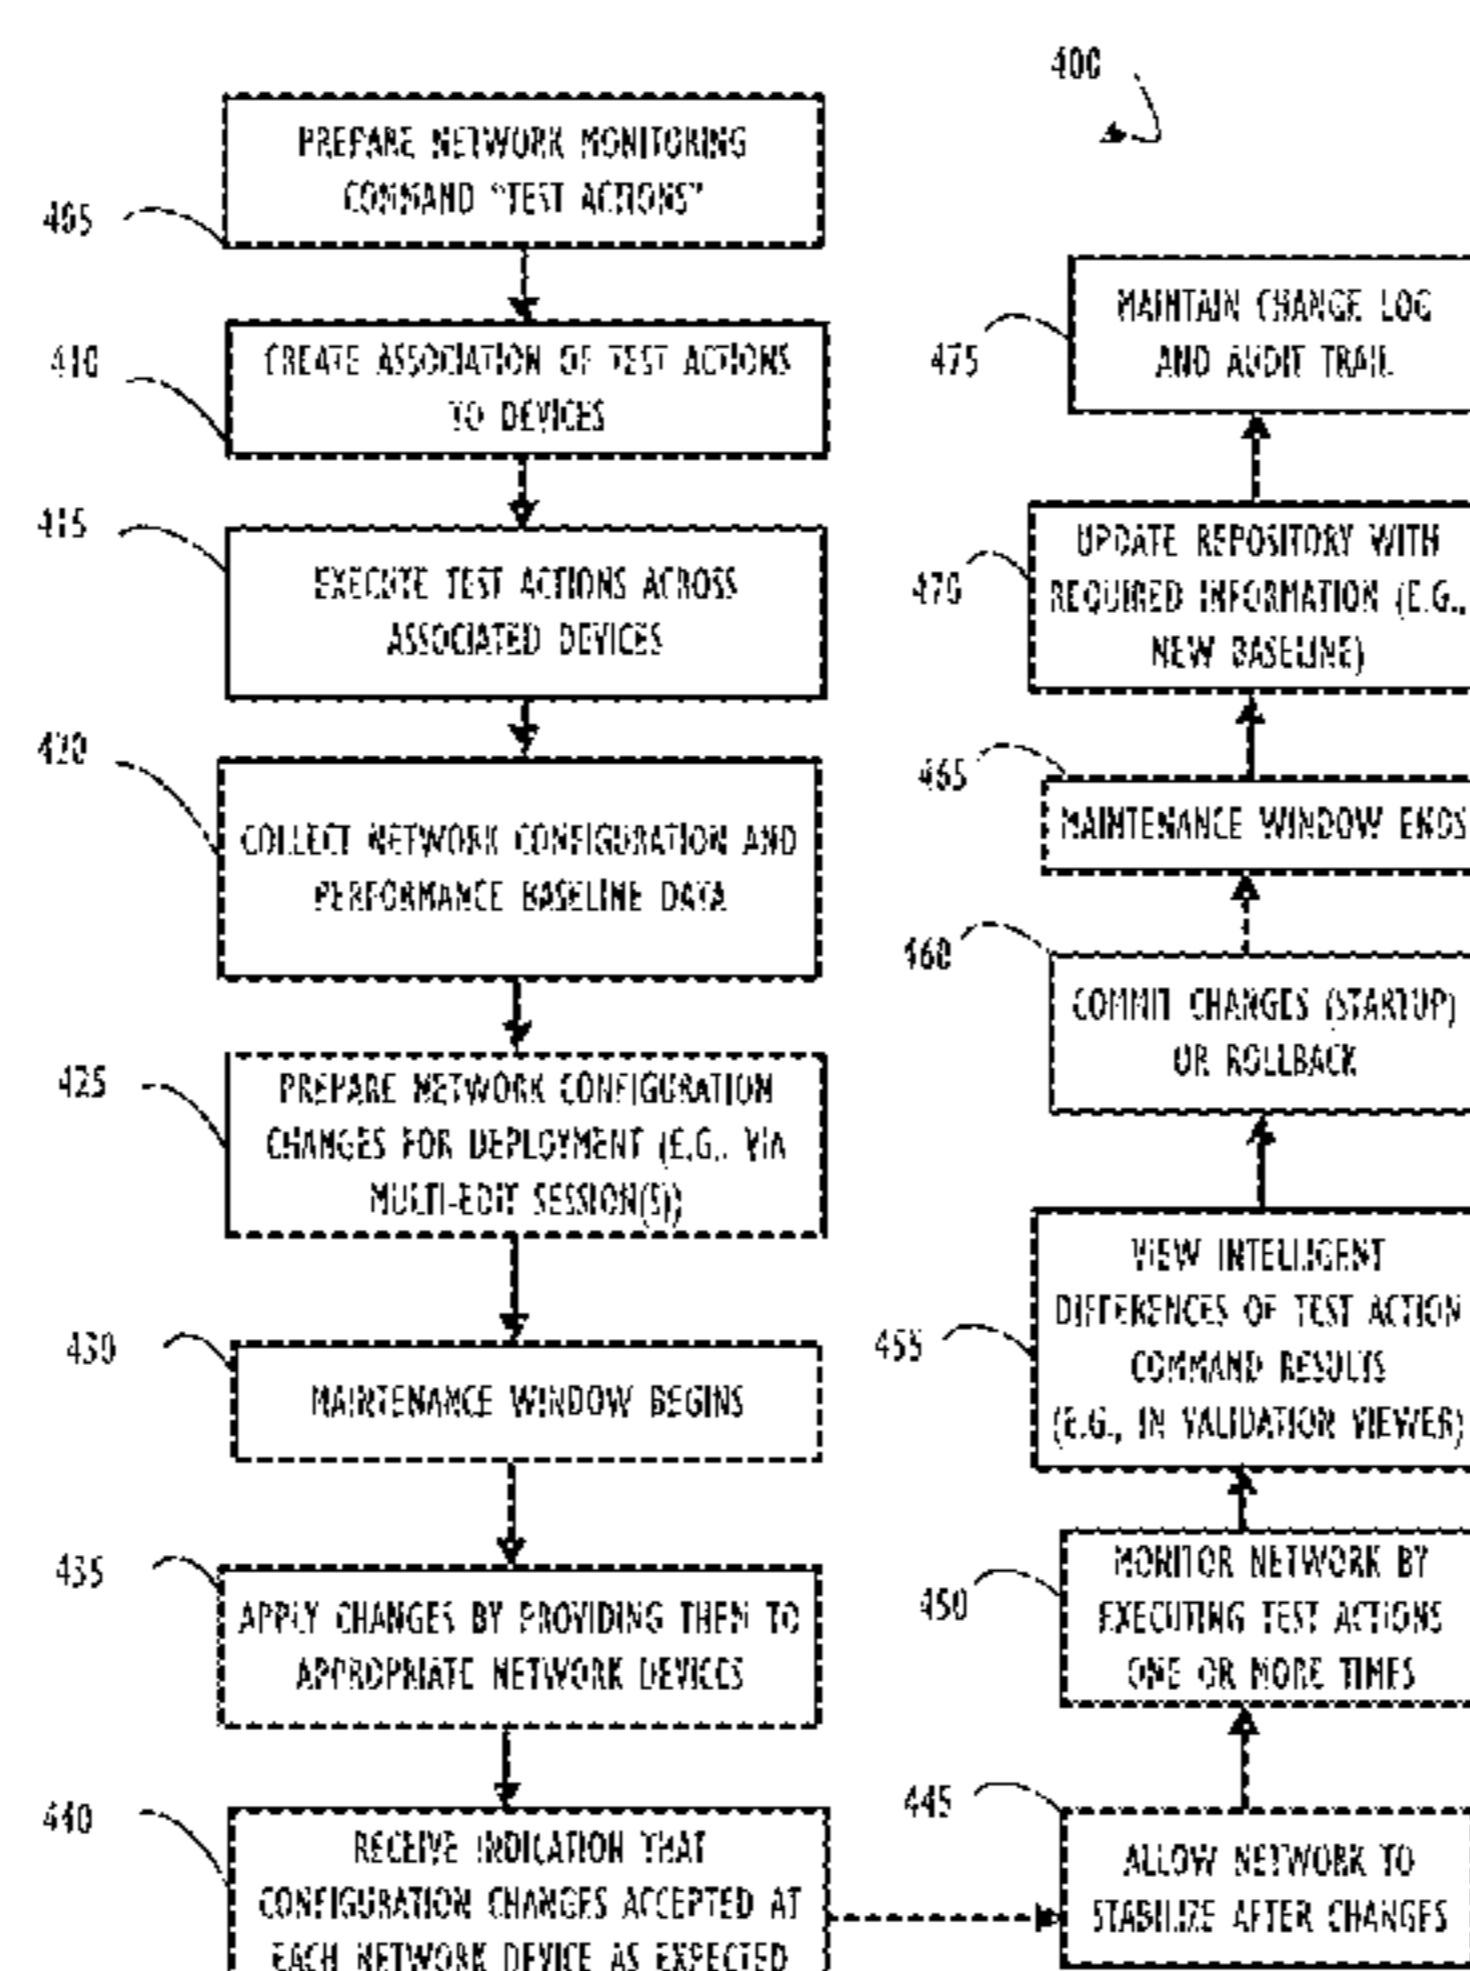 400
405
PREPARE NETWORK MONITORING
COMMAND "TEST ACTIONS"
410
CREATE ASSOCIATION OF TEST ACTIONS
TO DEVICES
415
EXECUTE TEST ACTIONS ACROSS
ASSOCIATED DEVICES
420
COLLECT NETWORK CONFIGURATION AND
PERFORMANCE BASELINE DATA
425
PREPARE NETWORK CONFIGURATION
CHANGES FOR DEPLOYMENT (E.G., VIA
MULTI-EDIT SESSION(S))
430
MAINTENANCE WINDOW BEGINS
435
APPLY CHANGES BY PROVIDING THEM TO
APPROPRIATE NETWORK DEVICES
440
RECEIVE INDICATION THAT
CONFIGURATION CHANGES ACCEPTED AT
EACH NETWORK DEVICE AS EXPECTED
445
ALLOW NETWORK TO
STABILIZE AFTER CHANGES
450
MONITOR NETWORK BY
EXECUTING TEST ACTIONS
ONE OR MORE TIMES
455
VIEW INTELLIGENT
DIFFERENCES OF TEST ACTION
COMMAND RESULTS
(E.G., IN VALIDATION VIEWER)
460
COMMIT CHANGES (STARTUP)
OR ROLLBACK
465
MAINTENANCE WINDOW ENDS
470
UPDATE REPOSITORY WITH
REQUIRED INFORMATION (E.G.,
NEW BASELINE)
475
MAINTAIN CHANGE LOG
AND AUDIT TRAIL